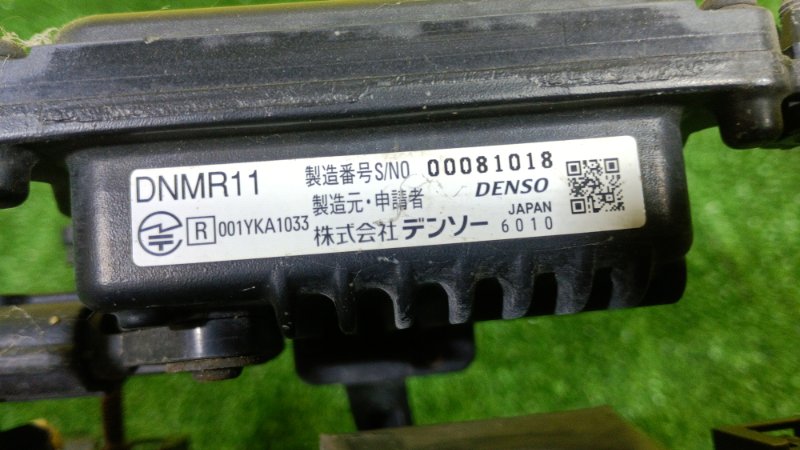 DNMR11
製造番号S/NO 00081018
製造元・申請者 DENSO
R 001YKA1033
株式会社デンソー JAPAN 6010